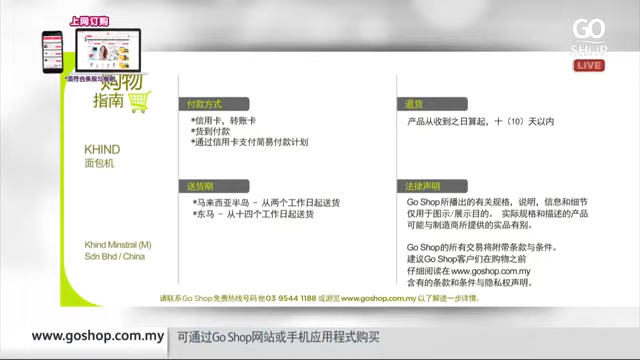 上网订购
GO
SHOP
LIVE
*须符合条规与细则
购物
指南
KHIND
面包机
Khind Minstral (M)
Sdn Bhd / China
付款方式
*信用卡，转账卡
*货到付款
*通过信用卡支付简易付款计划
送货期
*马来西亚半岛 - 从两个工作日起送货
*东马 - 从十四个工作日起送货
退货
产品从收到之日算起，十（10）天以内
法律声明
Go Shop所播出的有关规格，说明，信息和细节
仅用于图示/展示目的。 实际规格和描述的产品
可能与制造商所提供的实品有别。
Go Shop的所有交易将附带条款与条件。
建议Go Shop客户们在购物之前
仔细阅读在www.goshop.com.my
含有的条款和条件与隐私权声明。
请联系Go Shop免费热线号码他03 9544 1188 或游览www.goshop.com.my以了解进一步详情。
www.goshop.com.my
可通过Go Shop网站或手机应用程式购买